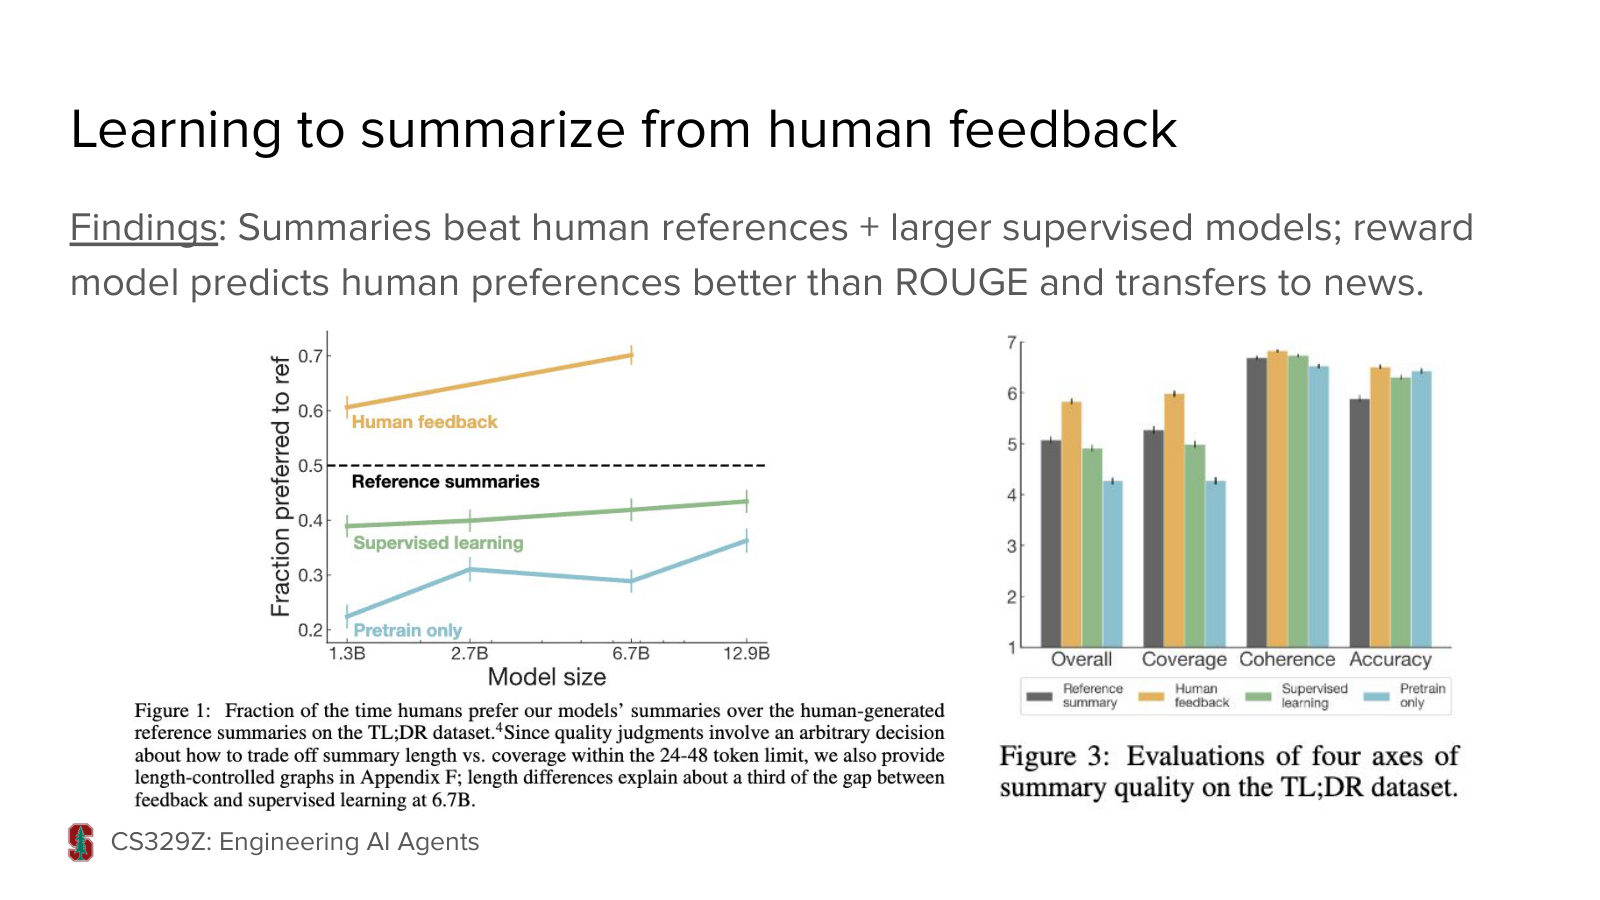 Learning to summarize from human feedback
Findings: Summaries beat human references + larger supervised models; reward
model predicts human preferences better than ROUGE and transfers to news.
Fraction preferred to ref
0.7
0.6
0.5
0.4
0.3
0.2
Human feedback
Reference summaries
Supervised learning
Pretrain only
1.3B 2.7B 6.7B 12.9B
Model size
Figure 1: Fraction of the time humans prefer our models' summaries over the human-generated
reference summaries on the TL;DR dataset.⁴Since quality judgments involve an arbitrary decision
about how to trade off summary length vs. coverage within the 24-48 token limit, we also provide
length-controlled graphs in Appendix F; length differences explain about a third of the gap between
feedback and supervised learning at 6.7B.
7
6
5
4
3
2
1
Overall Coverage Coherence Accuracy
Reference summary
Human feedback
Supervised learning
Pretrain only
Figure 3: Evaluations of four axes of
summary quality on the TL;DR dataset.
S
CS329Z: Engineering AI Agents